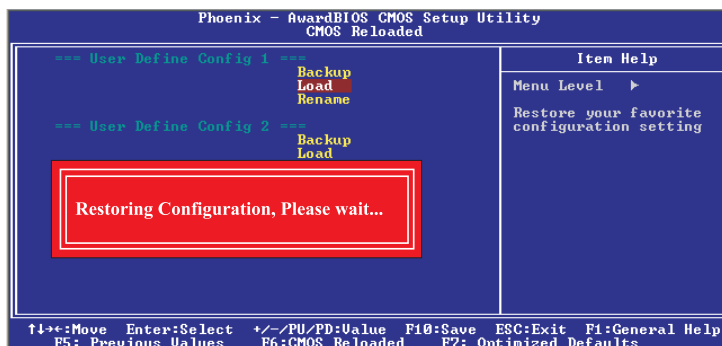 Phoenix - AwardBIOS CMOS Setup Utility
CMOS Reloaded
=== User Define Config 1 ===
Backup
Load
Rename
=== User Define Config 2 ===
Backup
Load
Restoring Configuration, Please wait...
Item Help
Menu Level ►
Restore your favorite
configuration setting
↑↓→←:Move Enter:Select +/-/PU/PD:Value F10:Save ESC:Exit F1:General Help
F5: Previous Values F6:CMOS Reloaded F7: Optimized Defaults